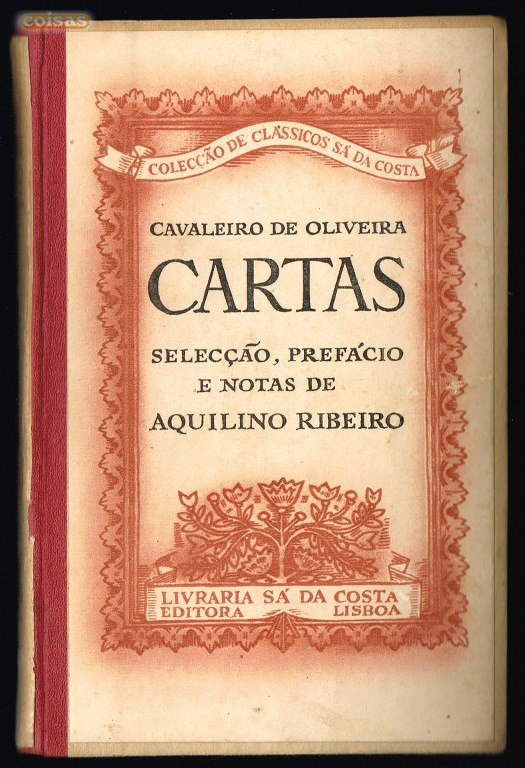 coisas
COLECÇÃO DE CLÁSSICOS SÁ DA COSTA
CAVALEIRO DE OLIVEIRA
CARTAS
SELECÇÃO, PREFÁCIO
E NOTAS DE
AQUILINO RIBEIRO
LIVRARIA SÁ DA COSTA
EDITORA LISBOA